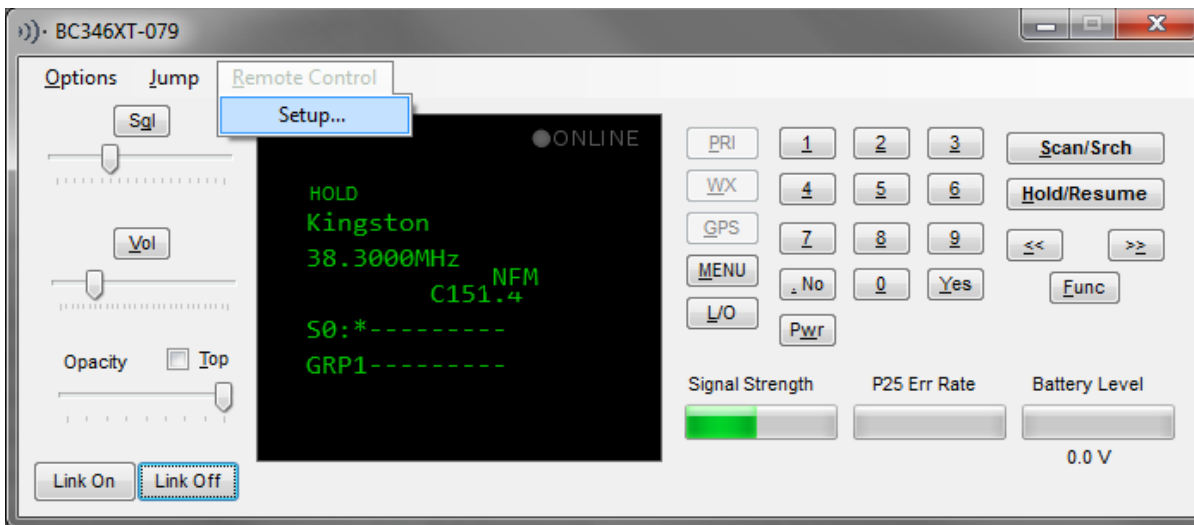 BC346XT-079
Options Jump Remote Control
Setup...
Sql
Vol
Opacity Top
Link On Link Off
ONLINE
HOLD
Kingston
38.3000MHz
NFM
C151.4
S0:*---------
GRP1---------
PRI 1 2 3 Scan/Srch
WX 4 5 6 Hold/Resume
GPS 7 8 9 << >>
MENU . No 0 Yes Func
L/O Pwr
Signal Strength P25 Err Rate Battery Level
0.0 V